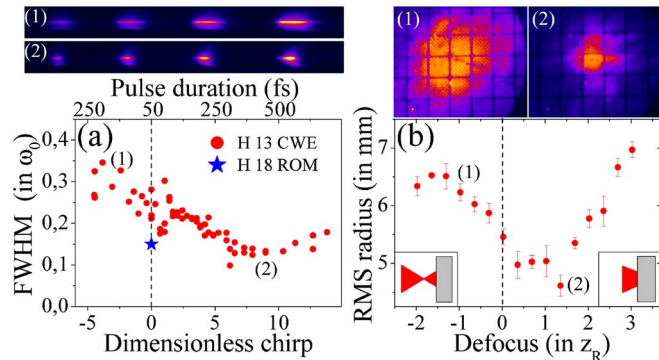 (1)
(2)
(1)
(2)
Pulse duration (fs)
250 50 250 500
(a)
H 13 CWE
H 18 ROM
(1)
(2)
0,4
0,3
0,2
0,1
0,0
FWHM (in ω0)
-5 0 5 10
Dimensionless chirp
(b)
(1)
(2)
7
6
5
RMS radius (in mm)
-2 -1 0 1 2 3
Defocus (in zR)